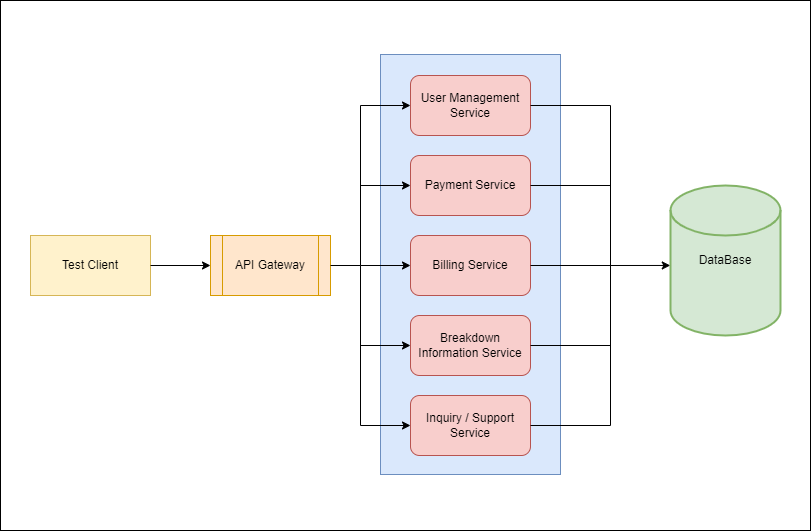 User Management
Service
Payment Service
Test Client
API Gateway
Billing Service
DataBase
Breakdown
Information Service
Inquiry / Support
Service